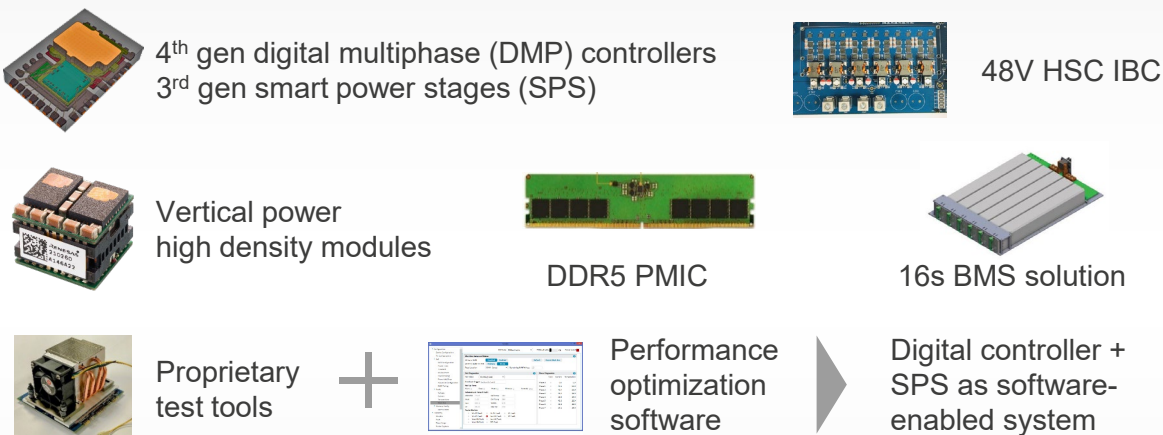 4th gen digital multiphase (DMP) controllers
3rd gen smart power stages (SPS)
48V HSC IBC
Vertical power
high density modules
RENESAS
DDR5 PMIC
16s BMS solution
Proprietary
test tools
Performance
optimization
software
Digital controller +
SPS as software-
enabled system